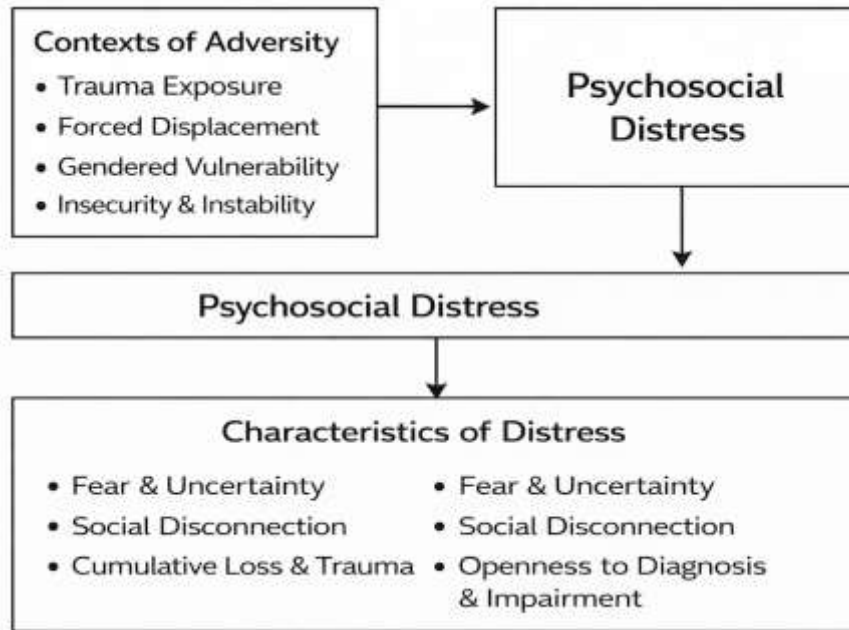 Contexts of Adversity
• Trauma Exposure
• Forced Displacement
• Gendered Vulnerability
• Insecurity & Instability
Psychosocial
Distress
Psychosocial Distress
Characteristics of Distress
• Fear & Uncertainty
• Social Disconnection
• Cumulative Loss & Trauma
• Fear & Uncertainty
• Social Disconnection
• Openness to Diagnosis
& Impairment